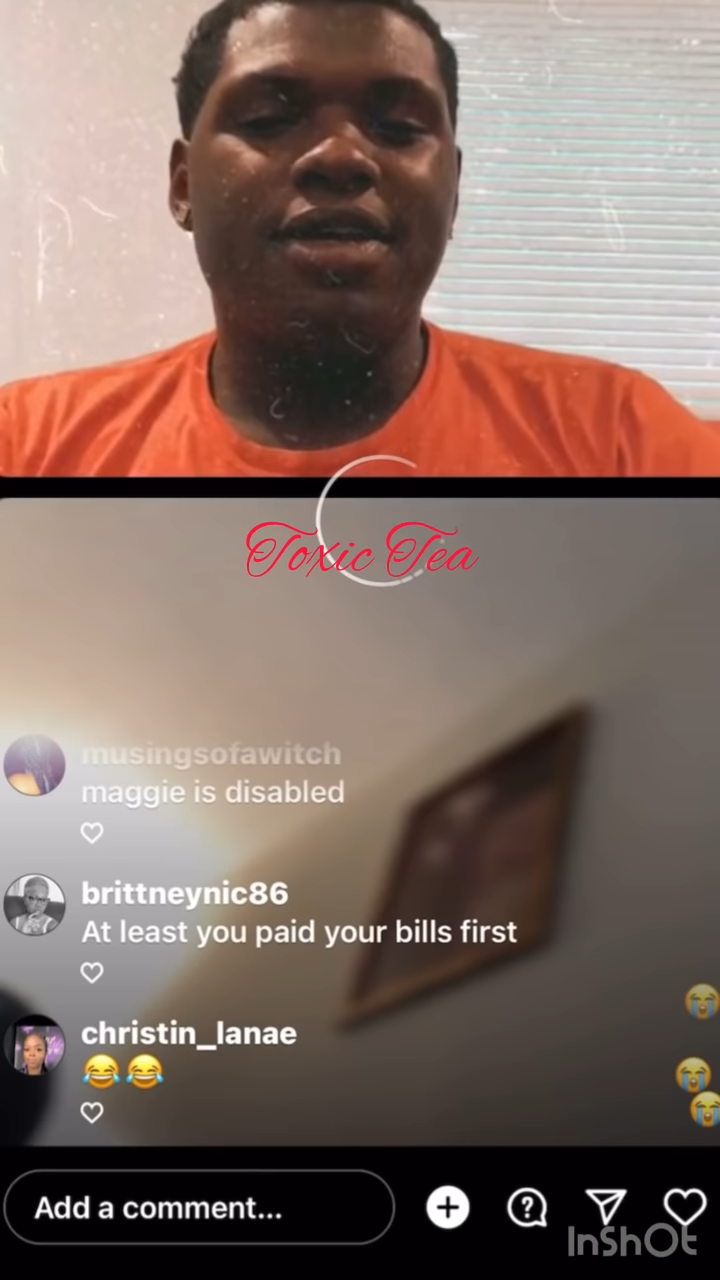 Toxic Tea
musingsofawitch
maggie is disabled
brittneynic86
At least you paid your bills first
christin_lanae
😂😂
Add a comment...
InShOt